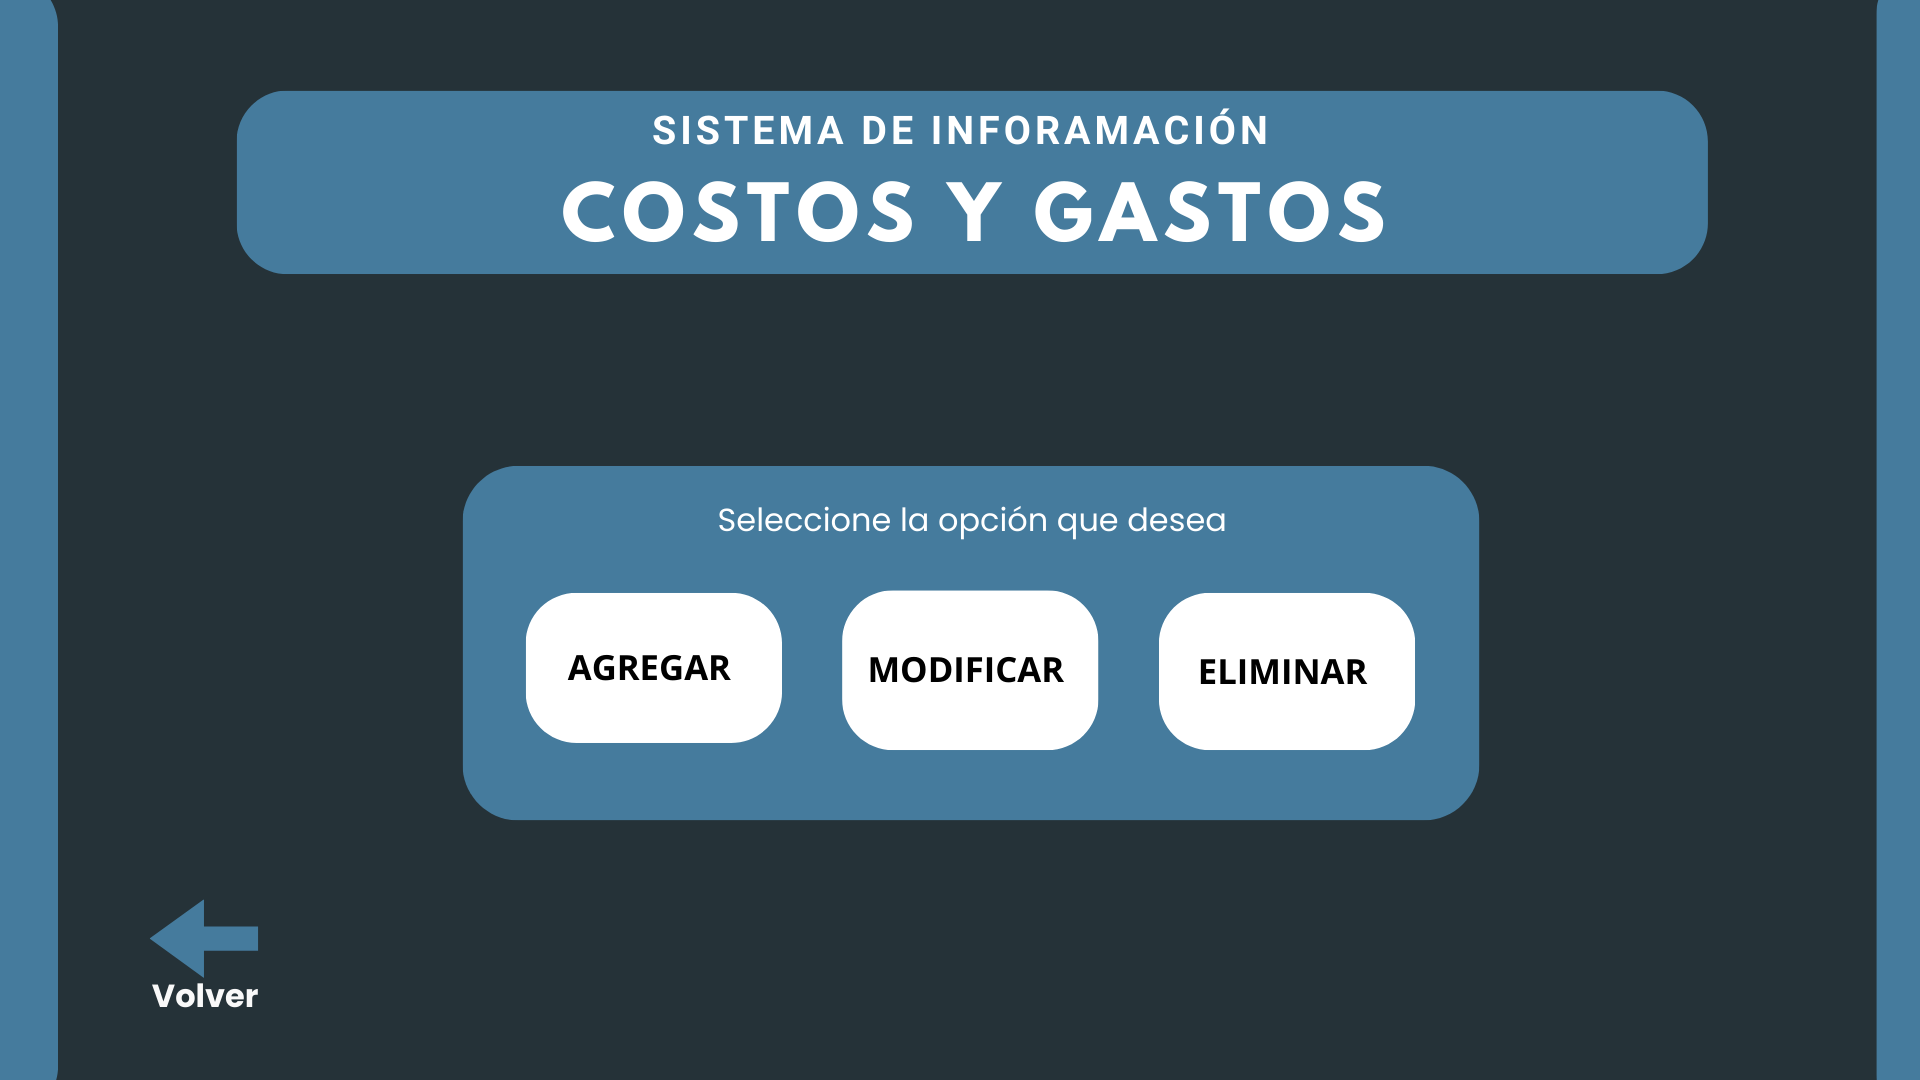 SISTEMA DE INFORAMACIÓN
COSTOS Y GASTOS
Seleccione la opción que desea
AGREGAR
MODIFICAR
ELIMINAR
Volver